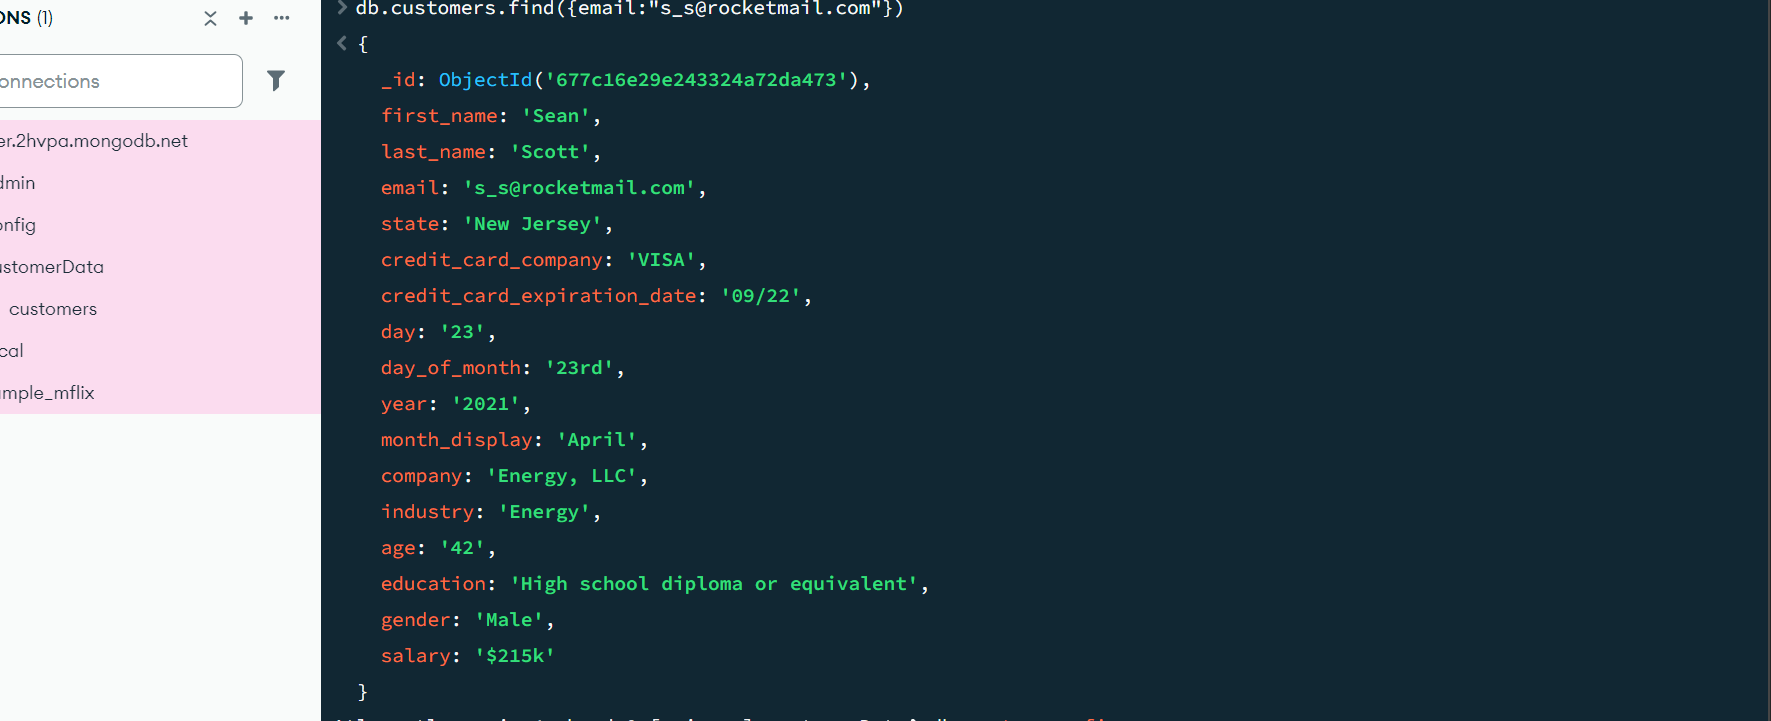 ONS (1)
onnections
er.2hvpa.mongodb.net
dmin
onfig
ustomerData
customers
cal
mple_mflix
db.customers.find({email:"s_s@rocketmail.com"})
{
_id: ObjectId('677c16e29e243324a72da473'),
first_name: 'Sean',
last_name: 'Scott',
email: 's_s@rocketmail.com',
state: 'New Jersey',
credit_card_company: 'VISA',
credit_card_expiration_date: '09/22',
day: '23',
day_of_month: '23rd',
year: '2021',
month_display: 'April',
company: 'Energy, LLC',
industry: 'Energy',
age: '42',
education: 'High school diploma or equivalent',
gender: 'Male',
salary: '$215k'
}